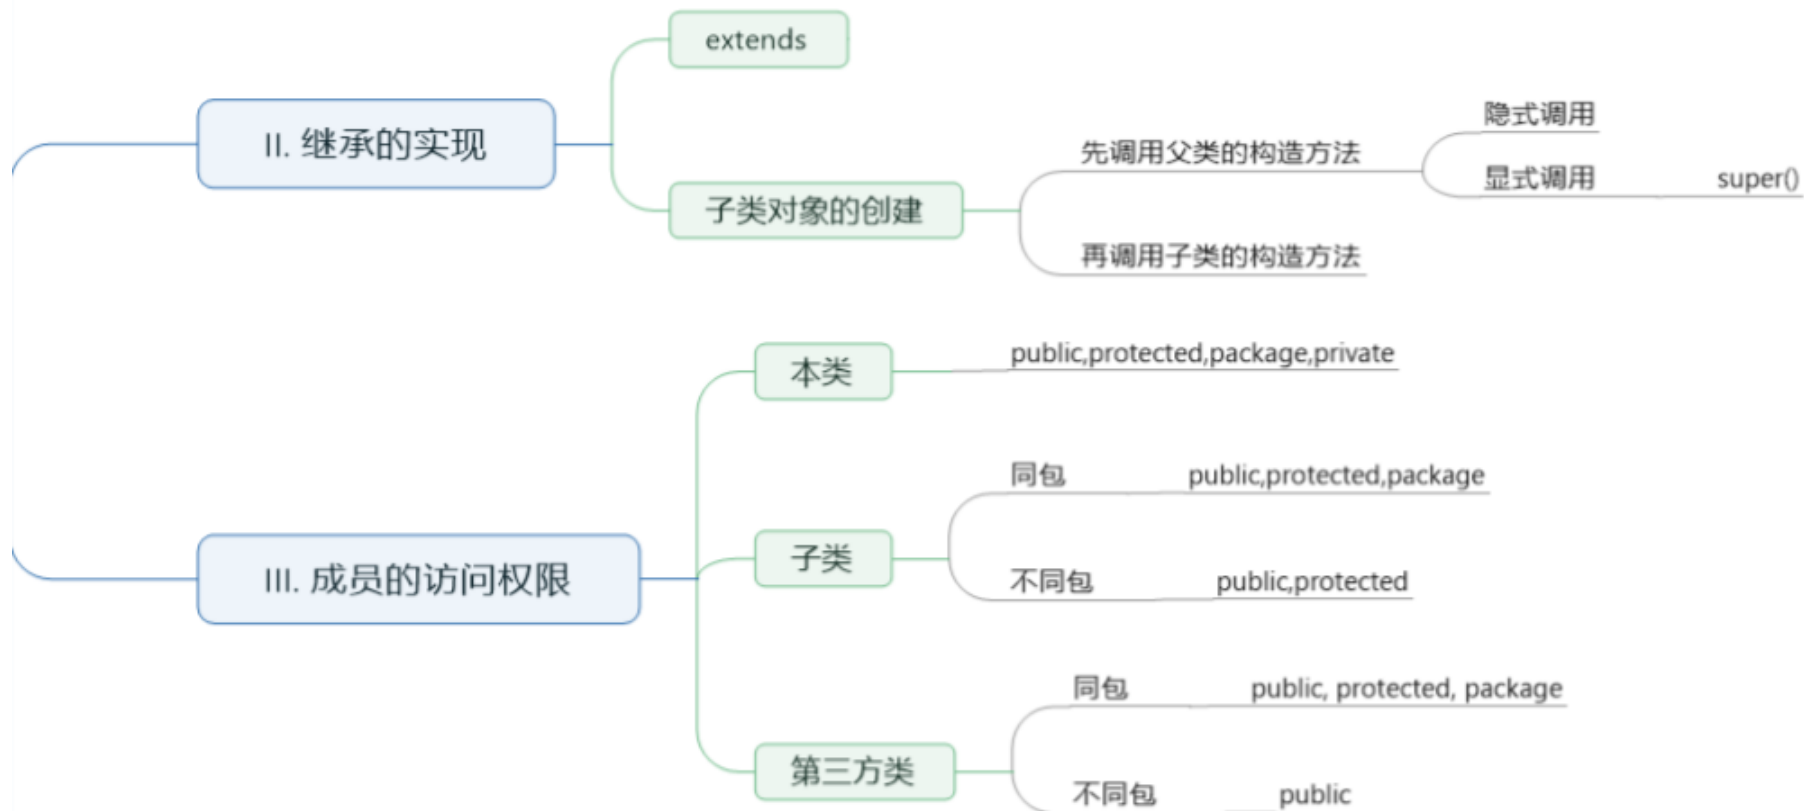 II. 继承的实现
extends
子类对象的创建
先调用父类的构造方法
隐式调用
显式调用
super()
再调用子类的构造方法
III. 成员的访问权限
本类
public,protected,package,private
子类
同包
public,protected,package
不同包
public,protected
第三方类
同包
public, protected, package
不同包
public